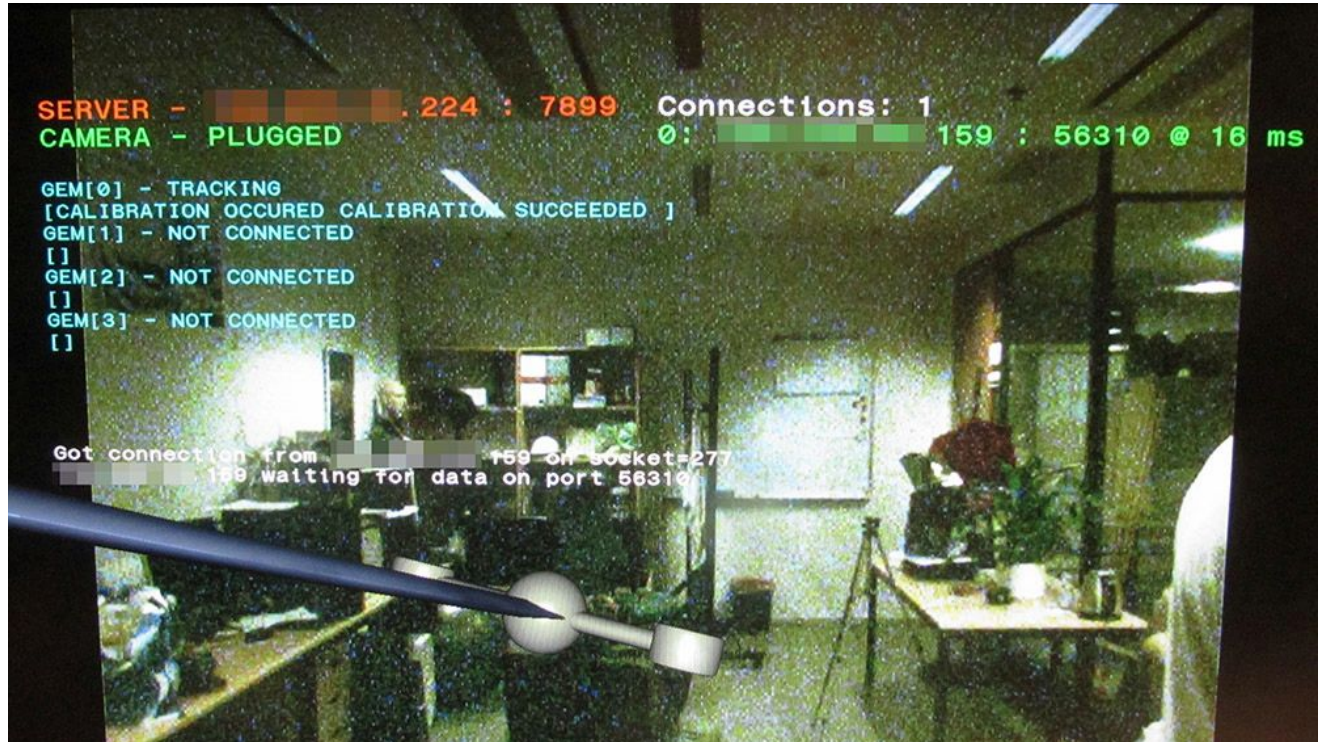 SERVER - .224 : 7899
CAMERA - PLUGGED
Connections: 1
0: 159 : 56310 @ 16 ms
GEM[0] - TRACKING
[CALIBRATION OCCURED CALIBRATION SUCCEEDED ]
GEM[1] - NOT CONNECTED
[]
GEM[2] - NOT CONNECTED
[]
GEM[3] - NOT CONNECTED
[]
Got connection from 159 on socket=277
159 waiting for data on port 56310